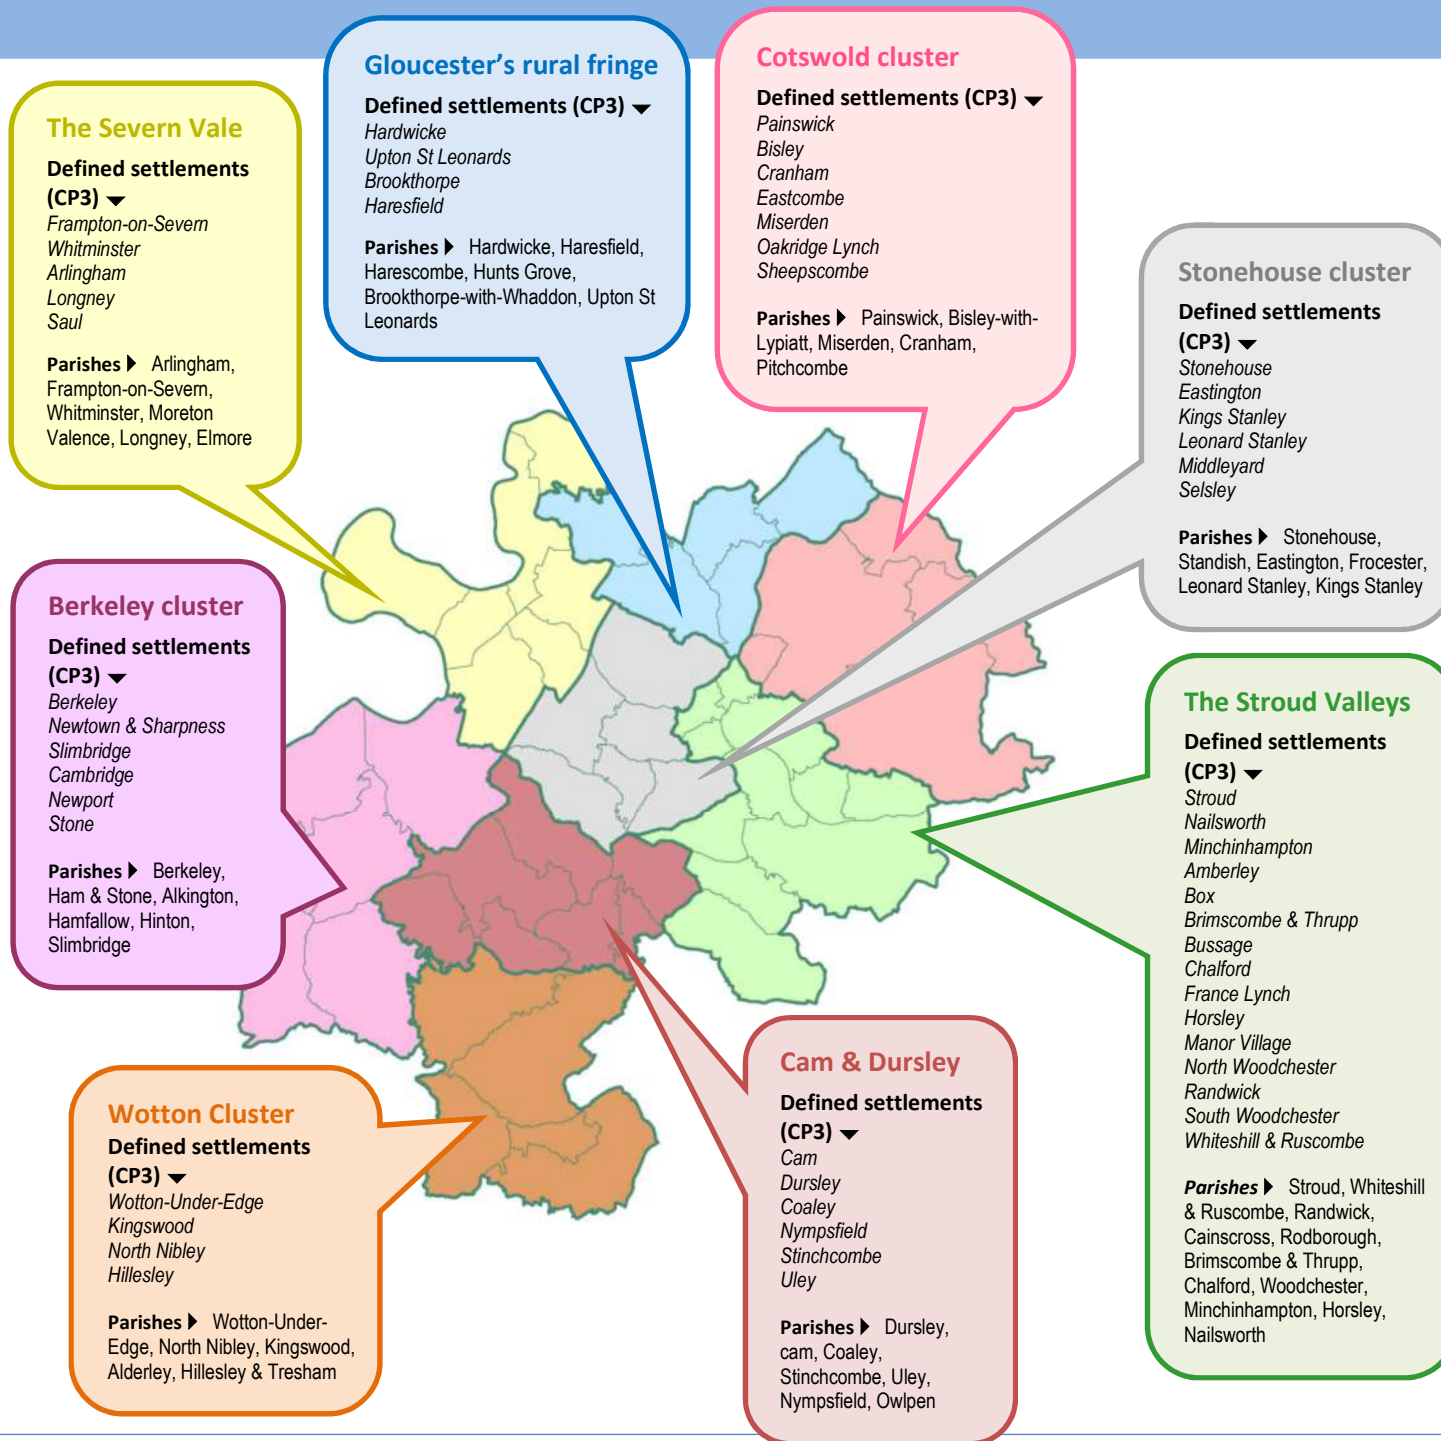 The Severn Vale
Defined settlements
(CP3)
Frampton-on-Severn
Whitminster
Arlingham
Longney
Saul
Parishes Arlingham,
Frampton-on-Severn,
Whitminster, Moreton
Valence, Longney, Elmore
Gloucester's rural fringe
Defined settlements (CP3)
Hardwicke
Upton St Leonards
Brookthorpe
Haresfield
Parishes Hardwicke, Haresfield,
Harescombe, Hunts Grove,
Brookthorpe-with-Whaddon, Upton St
Leonards
Cotswold cluster
Defined settlements (CP3)
Painswick
Bisley
Cranham
Eastcombe
Miserden
Oakridge Lynch
Sheepscombe
Parishes Painswick, Bisley-with-
Lypiatt, Miserden, Cranham,
Pitchcombe
Stonehouse cluster
Defined settlements
(CP3)
Stonehouse
Eastington
Kings Stanley
Leonard Stanley
Middleyard
Selsley
Parishes Stonehouse,
Standish, Eastington, Frocester,
Leonard Stanley, Kings Stanley
Berkeley cluster
Defined settlements
(CP3)
Berkeley
Newtown & Sharpness
Slimbridge
Cambridge
Newport
Stone
Parishes Berkeley,
Ham & Stone, Alkington,
Hamfallow, Hinton,
Slimbridge
The Stroud Valleys
Defined settlements
(CP3)
Stroud
Nailsworth
Minchinhampton
Amberley
Box
Brimscombe & Thrupp
Bussage
Chalford
France Lynch
Horsley
Manor Village
North Woodchester
Randwick
South Woodchester
Whiteshill & Ruscombe
Parishes Stroud, Whiteshill
& Ruscombe, Randwick,
Cainscross, Rodborough,
Brimscombe & Thrupp,
Chalford, Woodchester,
Minchinhampton, Horsley,
Nailsworth
Wotton Cluster
Defined settlements
(CP3)
Wotton-Under-Edge
Kingswood
North Nibley
Hillesley
Parishes Wotton-Under-
Edge, North Nibley, Kingswood,
Alderley, Hillesley & Tresham
Cam & Dursley
Defined settlements
(CP3)
Cam
Dursley
Coaley
Nympsfield
Stinchcombe
Uley
Parishes Dursley,
cam, Coaley,
Stinchcombe, Uley,
Nympsfield, Owlpen